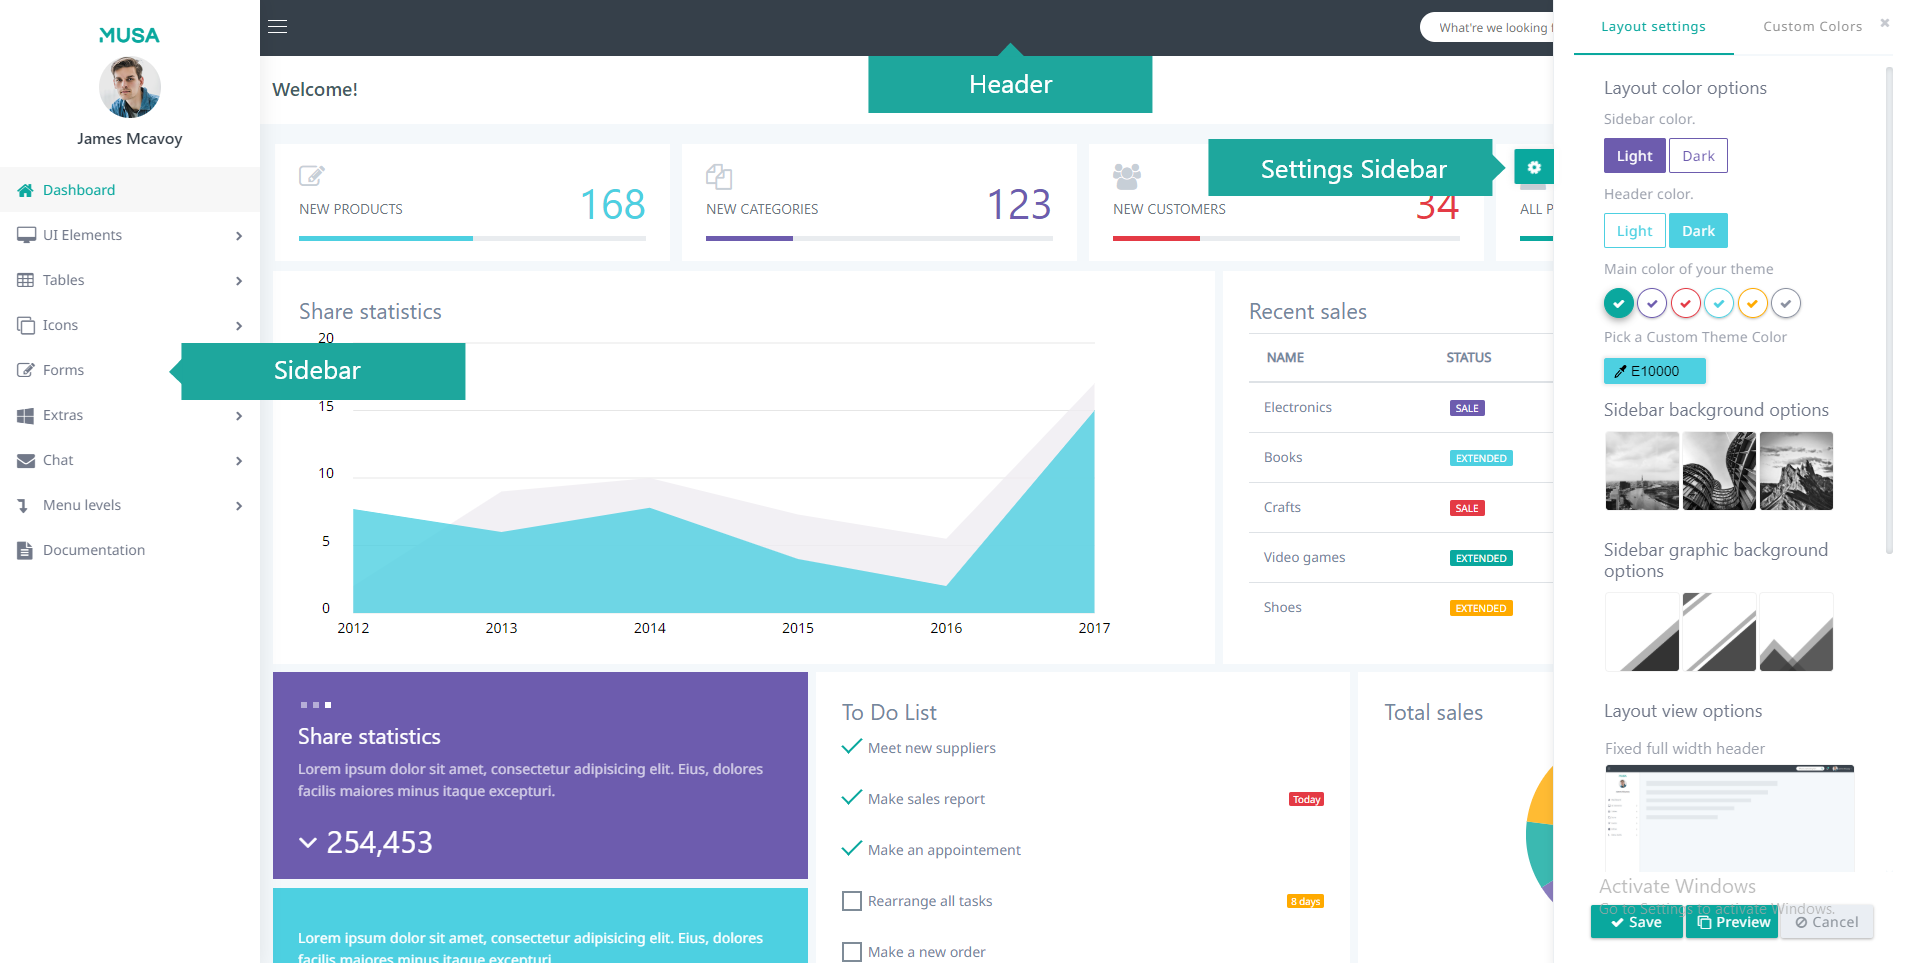 MUSA
James Mcavoy
Dashboard
UI Elements
Tables
Icons
Forms
Extras
Chat
Menu levels
Documentation
Sidebar
What're we looking
Header
Welcome!
Settings Sidebar
NEW PRODUCTS
168
NEW CATEGORIES
123
NEW CUSTOMERS
34
ALL P
Share statistics
20
15
10
5
0
2012 2013 2014 2015 2016 2017
Recent sales
NAME STATUS
Electronics SALE
Books EXTENDED
Crafts SALE
Video games EXTENDED
Shoes EXTENDED
Share statistics
Lorem ipsum dolor sit amet, consectetur adipisicing elit. Eius, dolores
facilis maiores minus itaque excepturi.
254,453
Lorem ipsum dolor sit amet, consectetur adipisicing elit. Eius, dolores
facilis maiores minus itaque excepturi.
To Do List
Meet new suppliers
Make sales report Today
Make an appointement
Rearrange all tasks 8 days
Make a new order
Total sales
Layout settings Custom Colors ×
Layout color options
Sidebar color.
Light Dark
Header color.
Light Dark
Main color of your theme
Pick a Custom Theme Color
E10000
Sidebar background options
Sidebar graphic background
options
Layout view options
Fixed full width header
Activate Windows
Go to Settings to activate Windows.
Save Preview Cancel